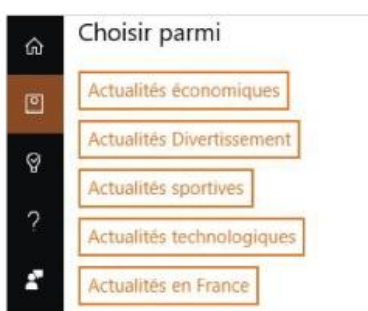 Choisir parmi
Actualités économiques
Actualités Divertissement
Actualités sportives
Actualités technologiques
Actualités en France